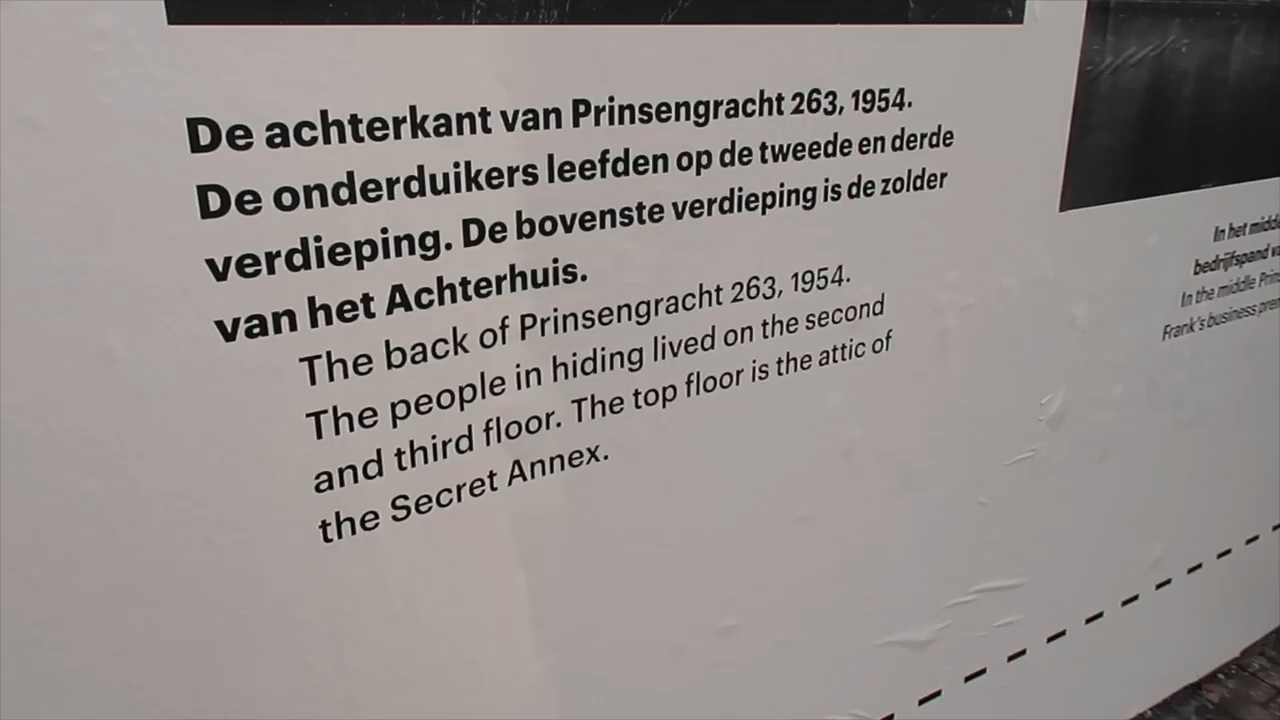 De achterkant van Prinsengracht 263, 1954.
De onderduikers leefden op de tweede en derde
verdieping. De bovenste verdieping is de zolder
van het Achterhuis.
The back of Prinsengracht 263, 1954.
The people in hiding lived on the second
and third floor. The top floor is the attic of
the Secret Annex.
In het
bedrijfspand
In the middle
Frank's business